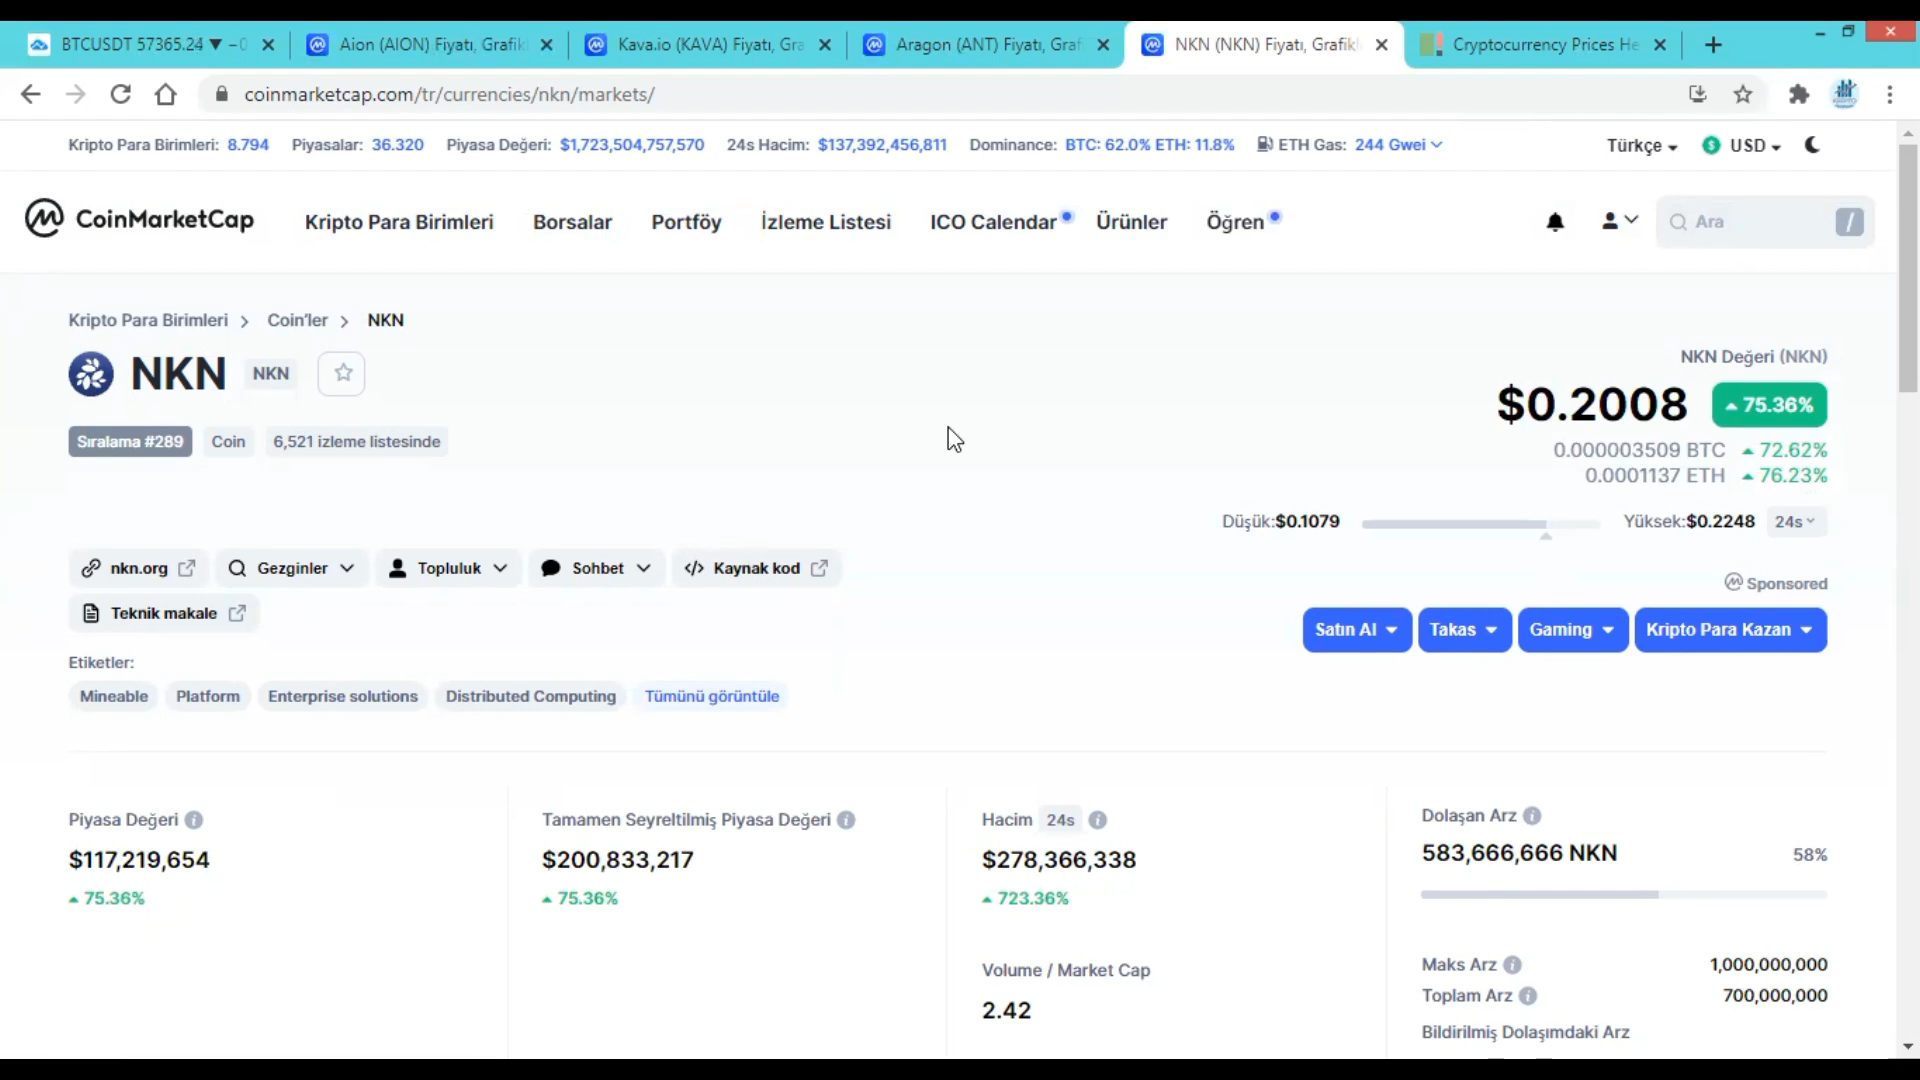 BTCUSDT 57365.24 ▼ −0
Aion (AION) Fiyatı, Grafik
Kava.io (KAVA) Fiyatı, Gra
Aragon (ANT) Fiyatı, Graf
NKN (NKN) Fiyatı, Grafikl
Cryptocurrency Prices He
coinmarketcap.com/tr/currencies/nkn/markets/
Kripto Para Birimleri: 8.794 Piyasalar: 36.320 Piyasa Değeri: $1,723,504,757,570 24s Hacim: $137,392,456,811 Dominance: BTC: 62.0% ETH: 11.8% ETH Gas: 244 Gwei
Türkçe
$ USD
CoinMarketCap
Kripto Para Birimleri Borsalar Portföy İzleme Listesi ICO Calendar Ürünler Öğren
Ara /
Kripto Para Birimleri > Coin'ler > NKN
NKN NKN
Sıralama #289 Coin 6,521 izleme listesinde
NKN Değeri (NKN)
$0.2008 75.36%
0.000003509 BTC 72.62%
0.0001137 ETH 76.23%
Düşük:$0.1079 Yüksek:$0.2248 24s
nkn.org Gezginler Topluluk Sohbet </> Kaynak kod
Teknik makale
Sponsored
Satın Al Takas Gaming Kripto Para Kazan
Etiketler:
Mineable Platform Enterprise solutions Distributed Computing Tümünü görüntüle
Piyasa Değeri
$117,219,654
75.36%
Tamamen Seyreltilmiş Piyasa Değeri
$200,833,217
75.36%
Hacim 24s
$278,366,338
723.36%
Volume / Market Cap
2.42
Dolaşan Arz
583,666,666 NKN 58%
Maks Arz 1,000,000,000
Toplam Arz 700,000,000
Bildirilmiş Dolaşımdaki Arz